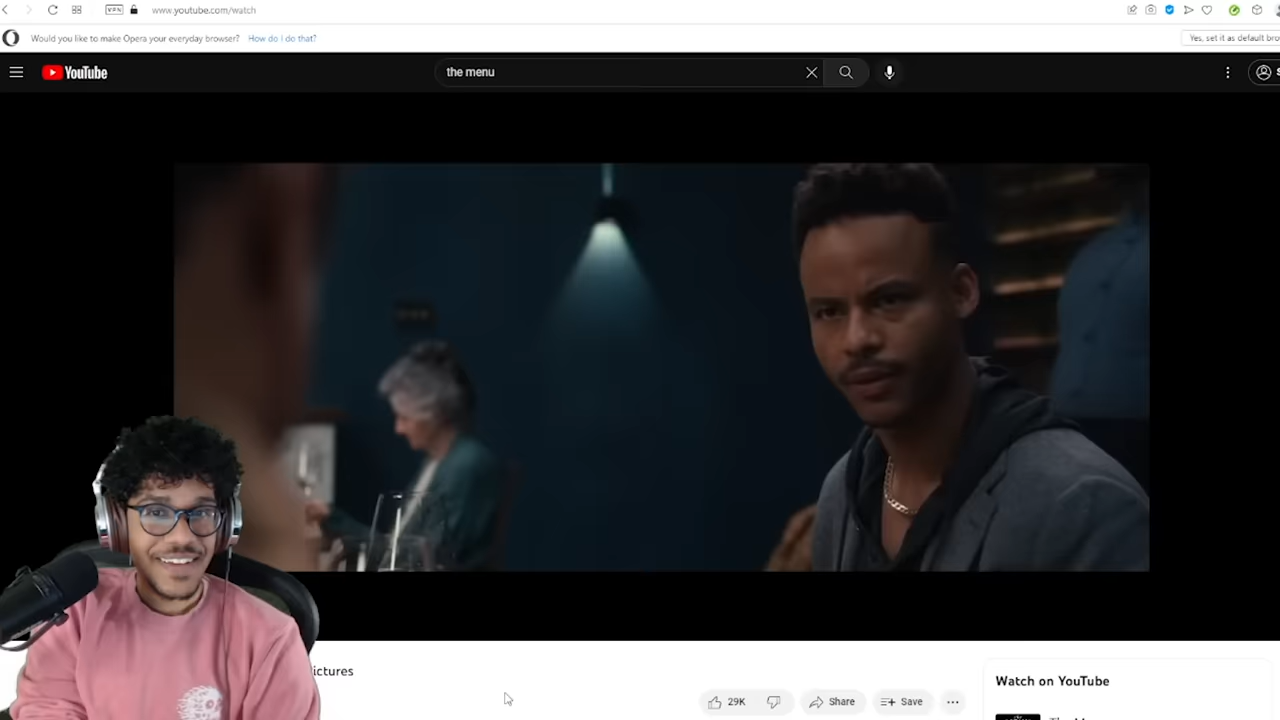 VPN
www.youtube.com/watch
Would you like to make Opera your everyday browser? How do I do that?
Yes, set it as default bro
YouTube
the menu
S
ictures
29K
Share
Save
Watch on YouTube